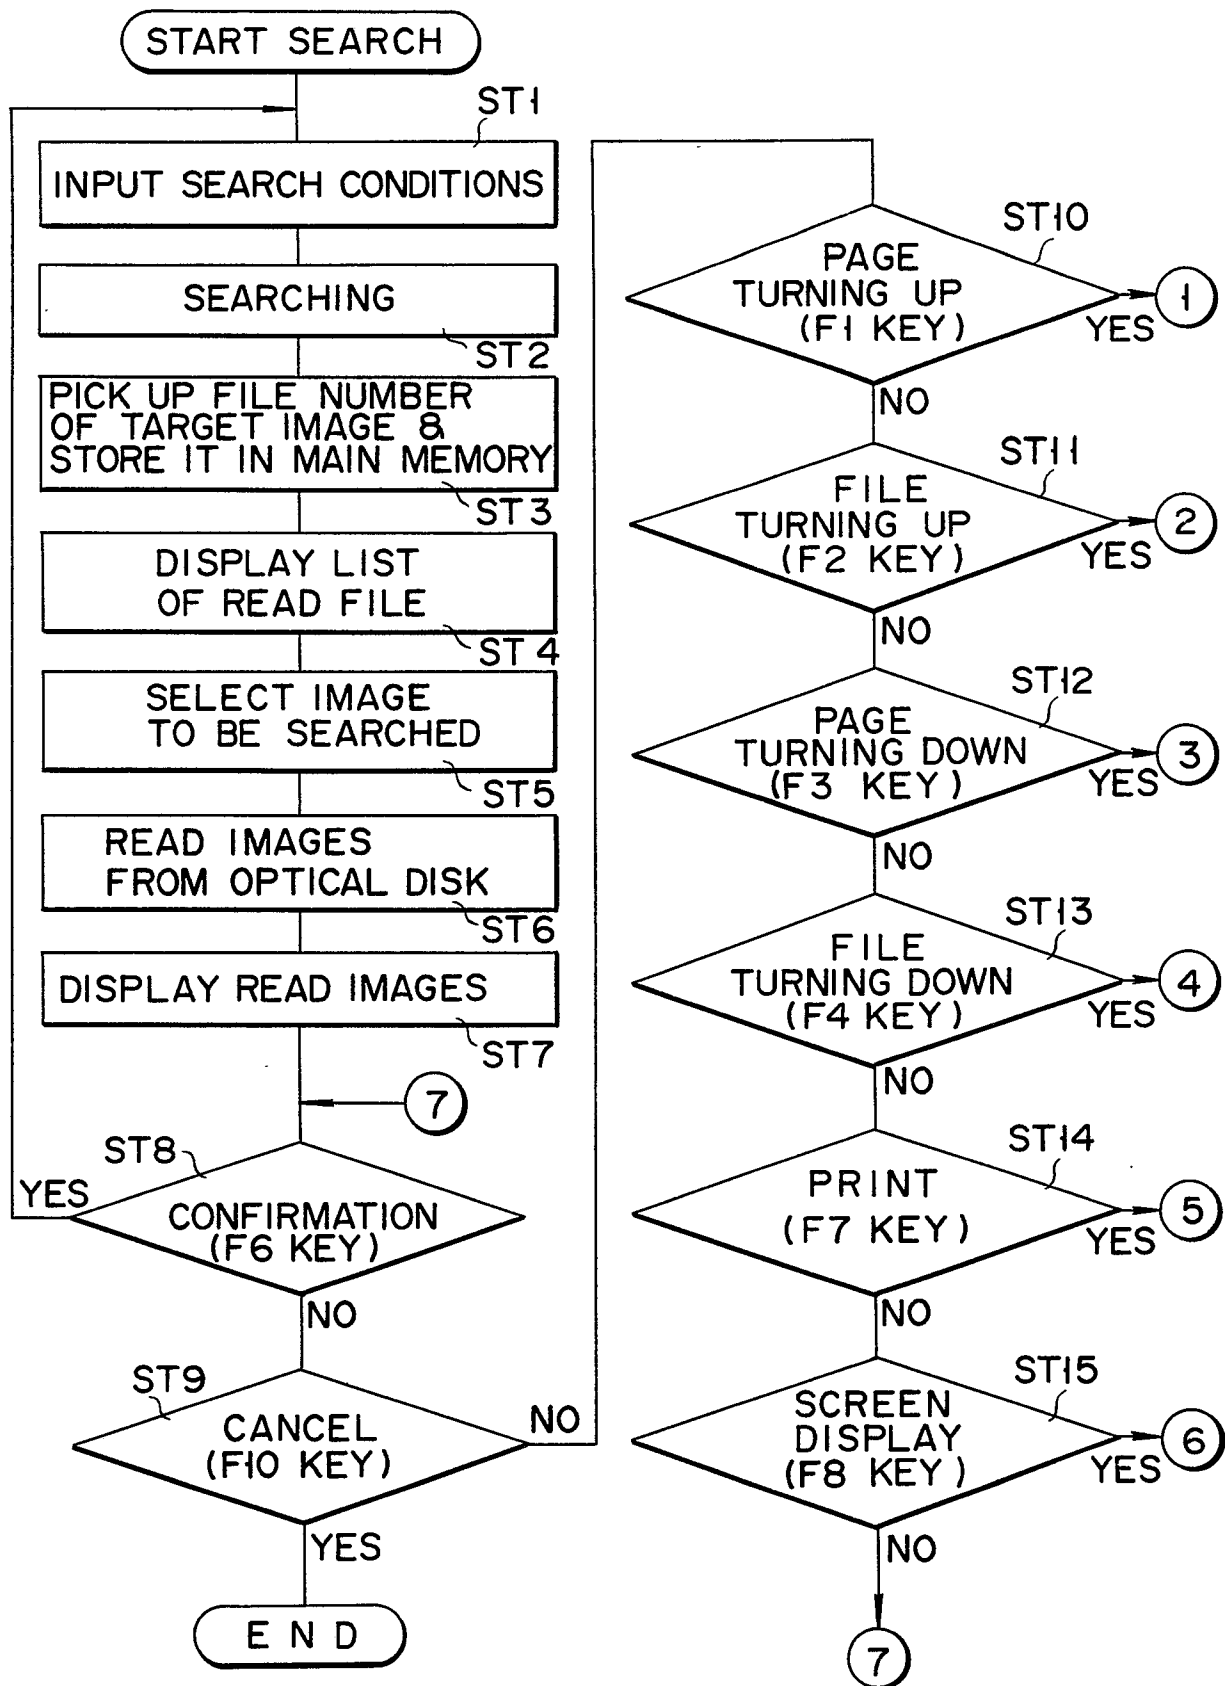 START SEARCH
ST1
INPUT SEARCH CONDITIONS
SEARCHING
ST2
PICK UP FILE NUMBER
OF TARGET IMAGE &
STORE IT IN MAIN MEMORY
ST3
DISPLAY LIST
OF READ FILE
ST4
SELECT IMAGE
TO BE SEARCHED
ST5
READ IMAGES
FROM OPTICAL DISK
ST6
DISPLAY READ IMAGES
ST7
7
ST8
YES
CONFIRMATION
(F6 KEY)
NO
ST9
CANCEL
(F10 KEY)
NO
YES
END
ST10
PAGE
TURNING UP
(F1 KEY)
YES
1
NO
ST11
FILE
TURNING UP
(F2 KEY)
YES
2
NO
ST12
PAGE
TURNING DOWN
(F3 KEY)
YES
3
NO
ST13
FILE
TURNING DOWN
(F4 KEY)
YES
4
NO
ST14
PRINT
(F7 KEY)
YES
5
NO
ST15
SCREEN
DISPLAY
(F8 KEY)
YES
6
NO
7